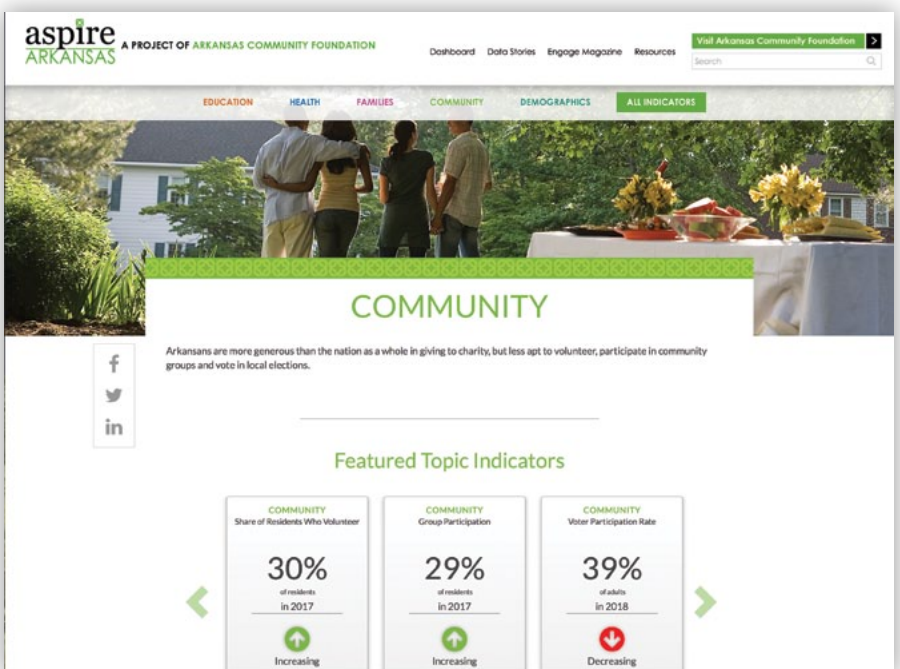 aspire
ARKANSAS
A PROJECT OF ARKANSAS COMMUNITY FOUNDATION
Dashboard Data Stories Engage Magazine Resources
Visit Arkansas Community Foundation >
Search
EDUCATION HEALTH FAMILIES COMMUNITY DEMOGRAPHICS ALL INDICATORS
COMMUNITY
Arkansans are more generous than the nation as a whole in giving to charity, but less apt to volunteer, participate in community
groups and vote in local elections.
f
in
Featured Topic Indicators
COMMUNITY
Share of Residents Who Volunteer
30%
of residents
in 2017
Increasing
COMMUNITY
Group Participation
29%
of residents
in 2017
Increasing
COMMUNITY
Voter Participation Rate
39%
of adults
in 2018
Decreasing